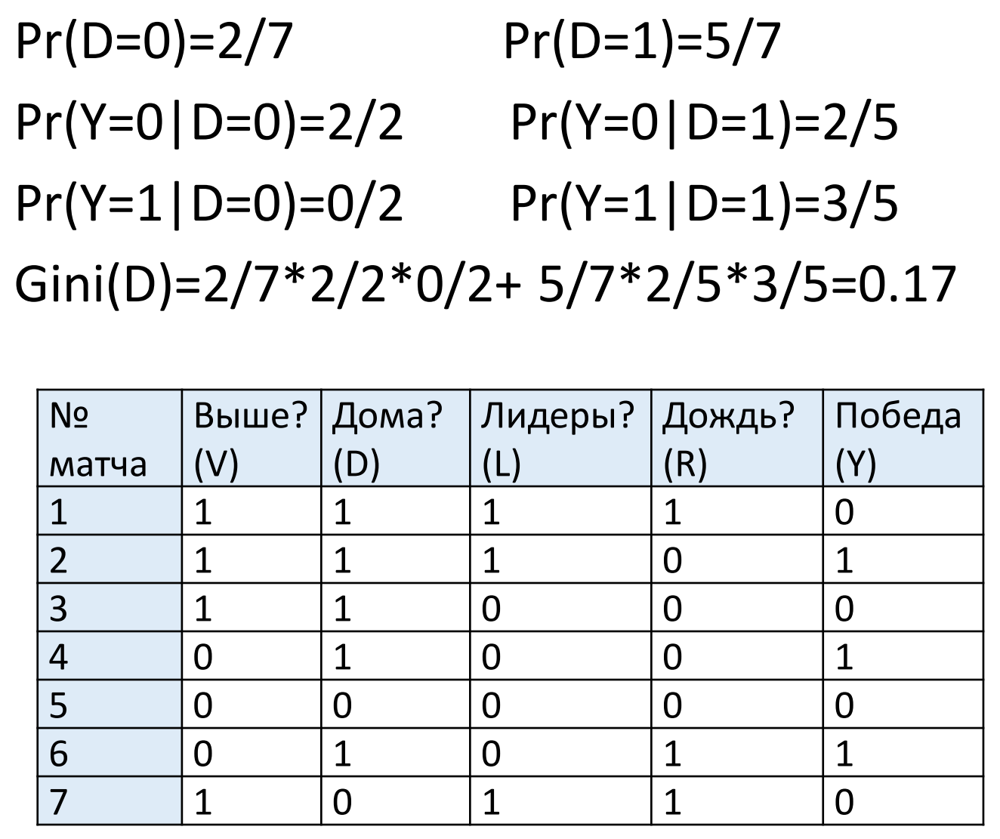 Pr(D=0)=2/7 Pr(D=1)=5/7
Pr(Y=0|D=0)=2/2 Pr(Y=0|D=1)=2/5
Pr(Y=1|D=0)=0/2 Pr(Y=1|D=1)=3/5
Gini(D)=2/7*2/2*0/2+ 5/7*2/5*3/5=0.17
№ матча Выше? (V) Дома? (D) Лидеры? (L) Дождь? (R) Победа (Y)
1 1 1 1 1 0
2 1 1 1 0 1
3 1 1 0 0 0
4 0 1 0 0 1
5 0 0 0 0 0
6 0 1 0 1 1
7 1 0 1 1 0